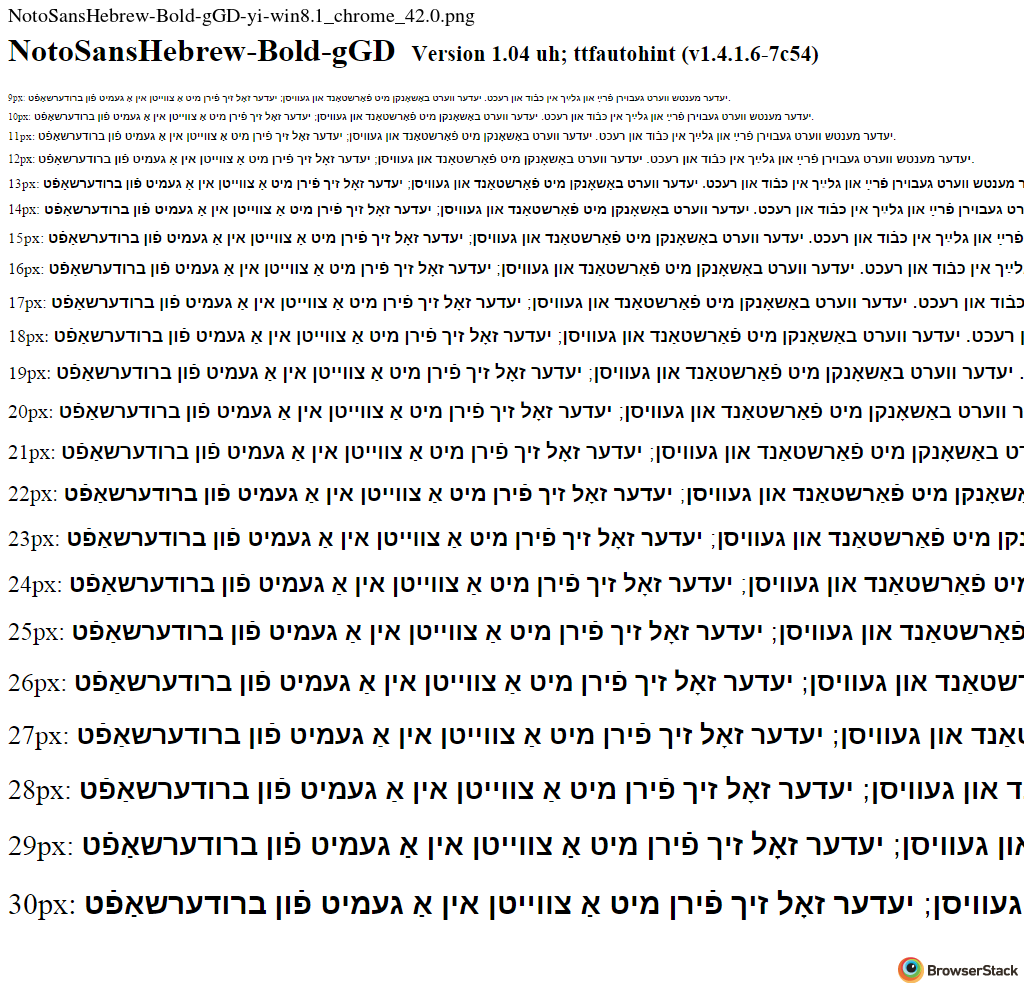 NotoSansHebrew-Bold-gGD-yi-win8.1_chrome_42.0.png
NotoSansHebrew-Bold-gGD Version 1.04 uh; ttfautohint (v1.4.1.6-7c54)
9px: יעדער מענטש ווערט געבוירן פֿרײַ און גלײַך אין כּבֿוד און רעכט. יעדער ווערט באַשאָנקן מיט פֿאַרשטאַנד און געוויסן; יעדער זאָל זיך פֿירן מיט אַ צווייטן אין אַ געמיט פֿון ברודערשאַפֿט.
10px: יעדער מענטש ווערט געבוירן פֿרײַ און גלײַך אין כּבֿוד און רעכט. יעדער ווערט באַשאָנקן מיט פֿאַרשטאַנד און געוויסן; יעדער זאָל זיך פֿירן מיט אַ צווייטן אין אַ געמיט פֿון ברודערשאַפֿט.
11px: יעדער מענטש ווערט געבוירן פֿרײַ און גלײַך אין כּבֿוד און רעכט. יעדער ווערט באַשאָנקן מיט פֿאַרשטאַנד און געוויסן; יעדער זאָל זיך פֿירן מיט אַ צווייטן אין אַ געמיט פֿון ברודערשאַפֿט.
12px: יעדער מענטש ווערט געבוירן פֿרײַ און גלײַך אין כּבֿוד און רעכט. יעדער ווערט באַשאָנקן מיט פֿאַרשטאַנד און געוויסן; יעדער זאָל זיך פֿירן מיט אַ צווייטן אין אַ געמיט פֿון ברודערשאַפֿט.
13px: מענטש ווערט געבוירן פֿרײַ און גלײַך אין כּבֿוד און רעכט. יעדער ווערט באַשאָנקן מיט פֿאַרשטאַנד און געוויסן; יעדער זאָל זיך פֿירן מיט אַ צווייטן אין אַ געמיט פֿון ברודערשאַפֿט
14px: רט געבוירן פֿרײַ און גלײַך אין כּבֿוד און רעכט. יעדער ווערט באַשאָנקן מיט פֿאַרשטאַנד און געוויסן; יעדער זאָל זיך פֿירן מיט אַ צווייטן אין אַ געמיט פֿון ברודערשאַפֿט
15px: פֿרײַ און גלײַך אין כּבֿוד און רעכט. יעדער ווערט באַשאָנקן מיט פֿאַרשטאַנד און געוויסן; יעדער זאָל זיך פֿירן מיט אַ צווייטן אין אַ געמיט פֿון ברודערשאַפֿט
16px: לײַך אין כּבֿוד און רעכט. יעדער ווערט באַשאָנקן מיט פֿאַרשטאַנד און געוויסן; יעדער זאָל זיך פֿירן מיט אַ צווייטן אין אַ געמיט פֿון ברודערשאַפֿט
17px: כּבֿוד און רעכט. יעדער ווערט באַשאָנקן מיט פֿאַרשטאַנד און געוויסן; יעדער זאָל זיך פֿירן מיט אַ צווייטן אין אַ געמיט פֿון ברודערשאַפֿט
18px: ן רעכט. יעדער ווערט באַשאָנקן מיט פֿאַרשטאַנד און געוויסן; יעדער זאָל זיך פֿירן מיט אַ צווייטן אין אַ געמיט פֿון ברודערשאַפֿט
19px: . יעדער ווערט באַשאָנקן מיט פֿאַרשטאַנד און געוויסן; יעדער זאָל זיך פֿירן מיט אַ צווייטן אין אַ געמיט פֿון ברודערשאַפֿט
20px: ר ווערט באַשאָנקן מיט פֿאַרשטאַנד און געוויסן; יעדער זאָל זיך פֿירן מיט אַ צווייטן אין אַ געמיט פֿון ברודערשאַפֿט
21px: רט באַשאָנקן מיט פֿאַרשטאַנד און געוויסן; יעדער זאָל זיך פֿירן מיט אַ צווייטן אין אַ געמיט פֿון ברודערשאַפֿט
22px: אַשאָנקן מיט פֿאַרשטאַנד און געוויסן; יעדער זאָל זיך פֿירן מיט אַ צווייטן אין אַ געמיט פֿון ברודערשאַפֿט
23px: נקן מיט פֿאַרשטאַנד און געוויסן; יעדער זאָל זיך פֿירן מיט אַ צווייטן אין אַ געמיט פֿון ברודערשאַפֿט
24px: מיט פֿאַרשטאַנד און געוויסן; יעדער זאָל זיך פֿירן מיט אַ צווייטן אין אַ געמיט פֿון ברודערשאַפֿט
25px: פֿאַרשטאַנד און געוויסן; יעדער זאָל זיך פֿירן מיט אַ צווייטן אין אַ געמיט פֿון ברודערשאַפֿט
26px: רשטאַנד און געוויסן; יעדער זאָל זיך פֿירן מיט אַ צווייטן אין אַ געמיט פֿון ברודערשאַפֿט
27px: אַנד און געוויסן; יעדער זאָל זיך פֿירן מיט אַ צווייטן אין אַ געמיט פֿון ברודערשאַפֿט
28px: ד און געוויסן; יעדער זאָל זיך פֿירן מיט אַ צווייטן אין אַ געמיט פֿון ברודערשאַפֿט
29px: און געוויסן; יעדער זאָל זיך פֿירן מיט אַ צווייטן אין אַ געמיט פֿון ברודערשאַפֿט
30px: געוויסן; יעדער זאָל זיך פֿירן מיט אַ צווייטן אין אַ געמיט פֿון ברודערשאַפֿט
BrowserStack